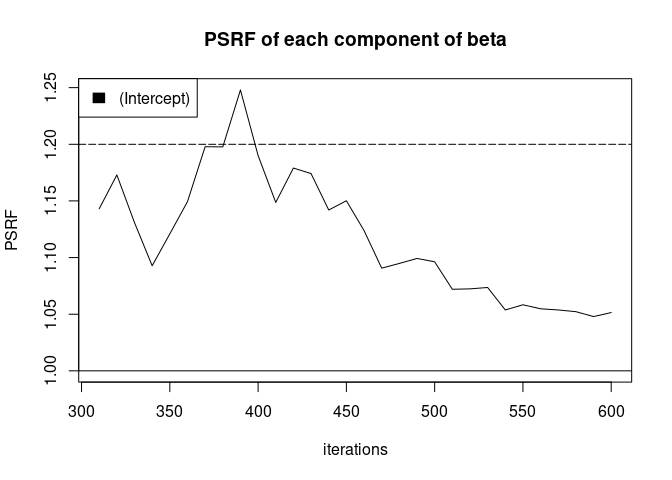 PSRF of each component of beta
(Intercept)
PSRF
1.25
1.20
1.15
1.10
1.05
1.00
300 350 400 450 500 550 600
iterations